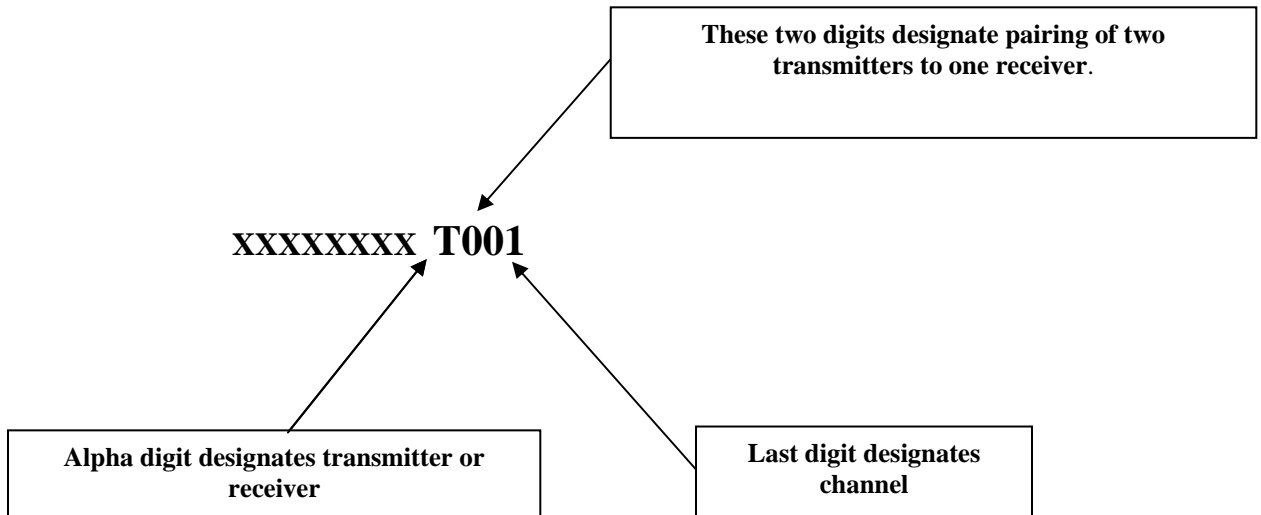 These two digits designate pairing of two
transmitters to one receiver.
XXXXXXXX T001
Alpha digit designates transmitter or
receiver
Last digit designates
channel